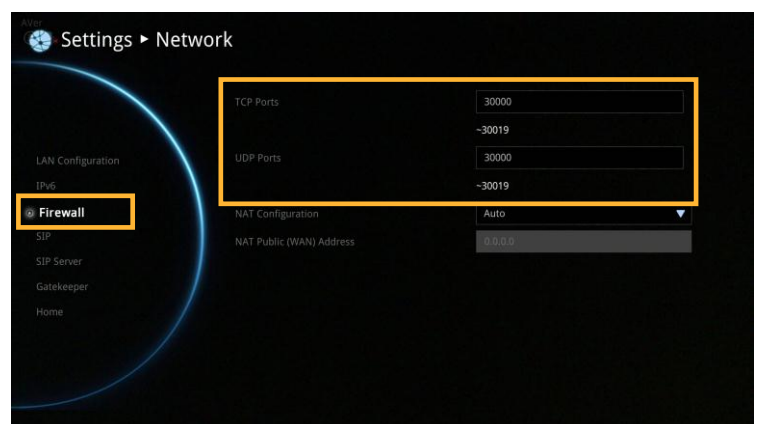 AVer
Settings ▸ Network
TCP Ports 30000
~30019
LAN Configuration
UDP Ports 30000
IPv6
~30019
Firewall
NAT Configuration Auto
SIP
NAT Public (WAN) Address 0.0.0.0
SIP Server
Gatekeeper
Home